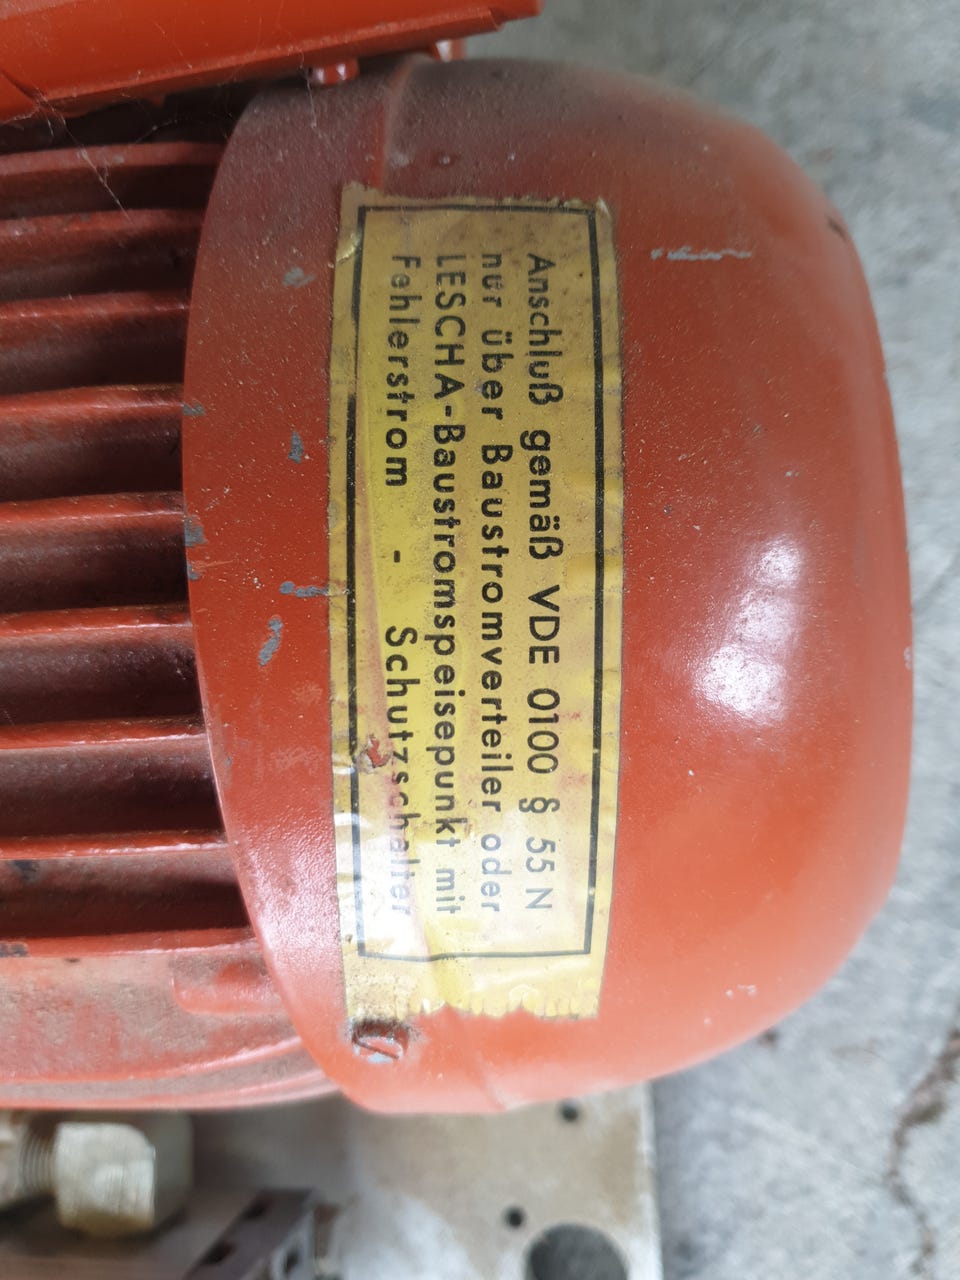 Anschluß gemäß VDE 0100 § 55 N
nur über Baustromverteiler oder
LESCHA-Baustromspeisepunkt mit
Fehlerstrom - Schutzschalter